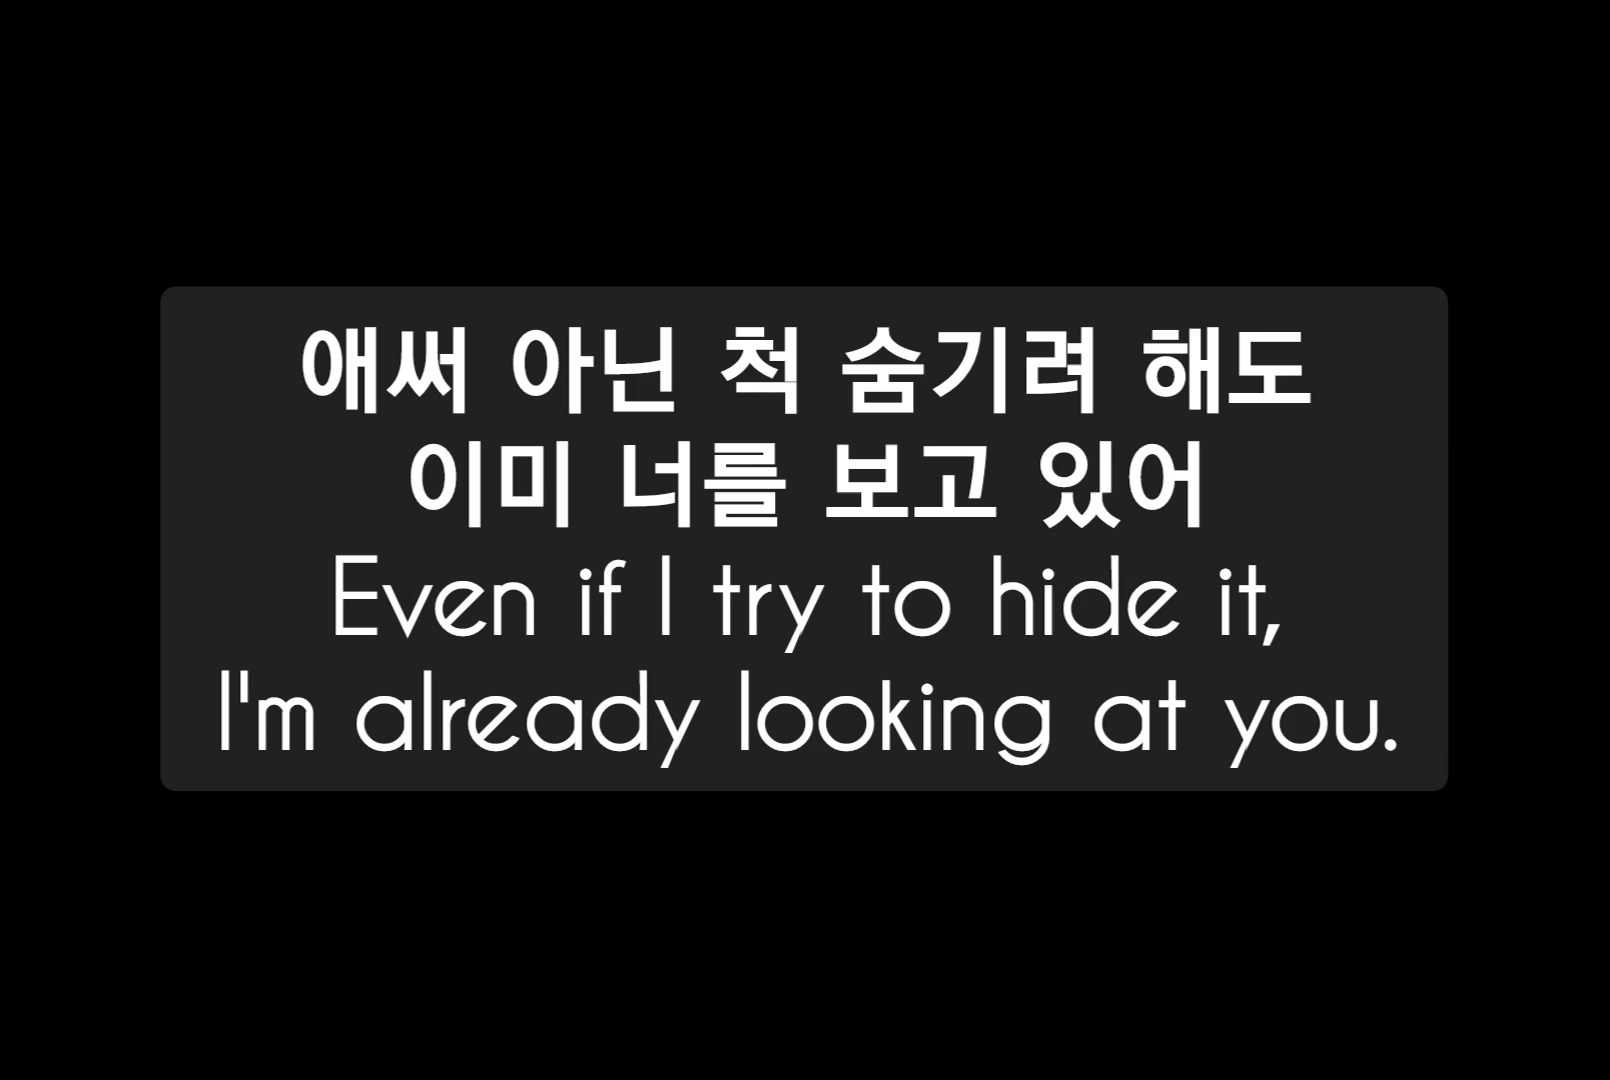 애써 아닌 척 숨기려 해도
이미 너를 보고 있어
Even if I try to hide it,
I'm already looking at you.